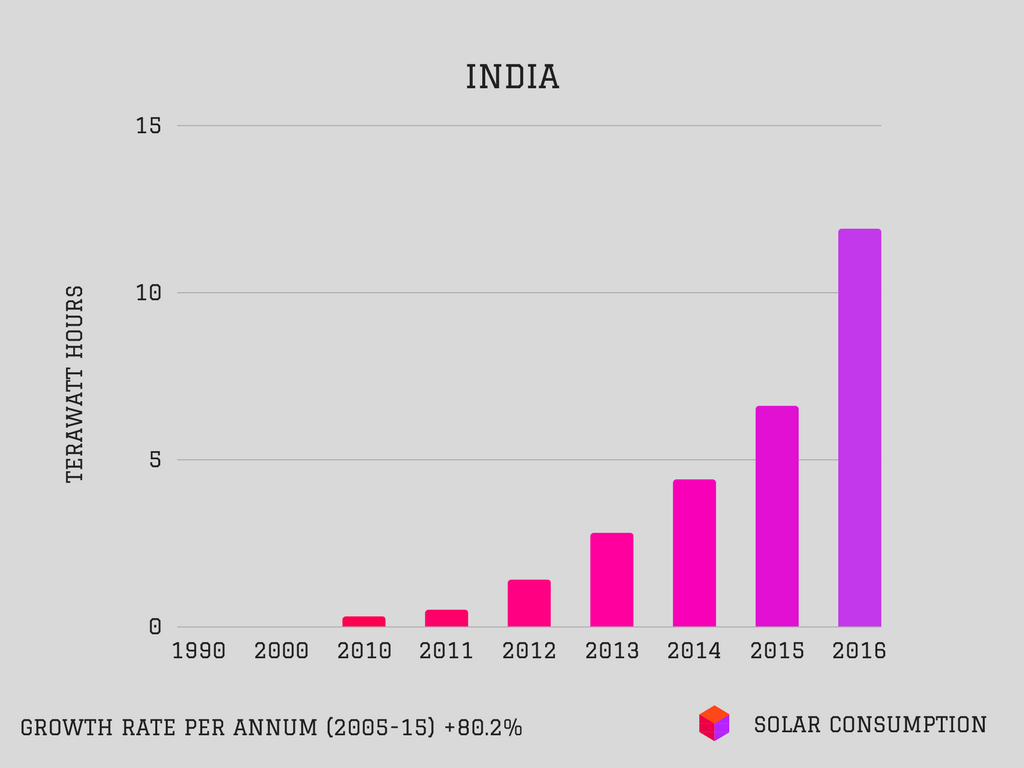 INDIA
15
10
5
0
TERAWATT HOURS
1990 2000 2010 2011 2012 2013 2014 2015 2016
GROWTH RATE PER ANNUM (2005-15) +80.2%
SOLAR CONSUMPTION